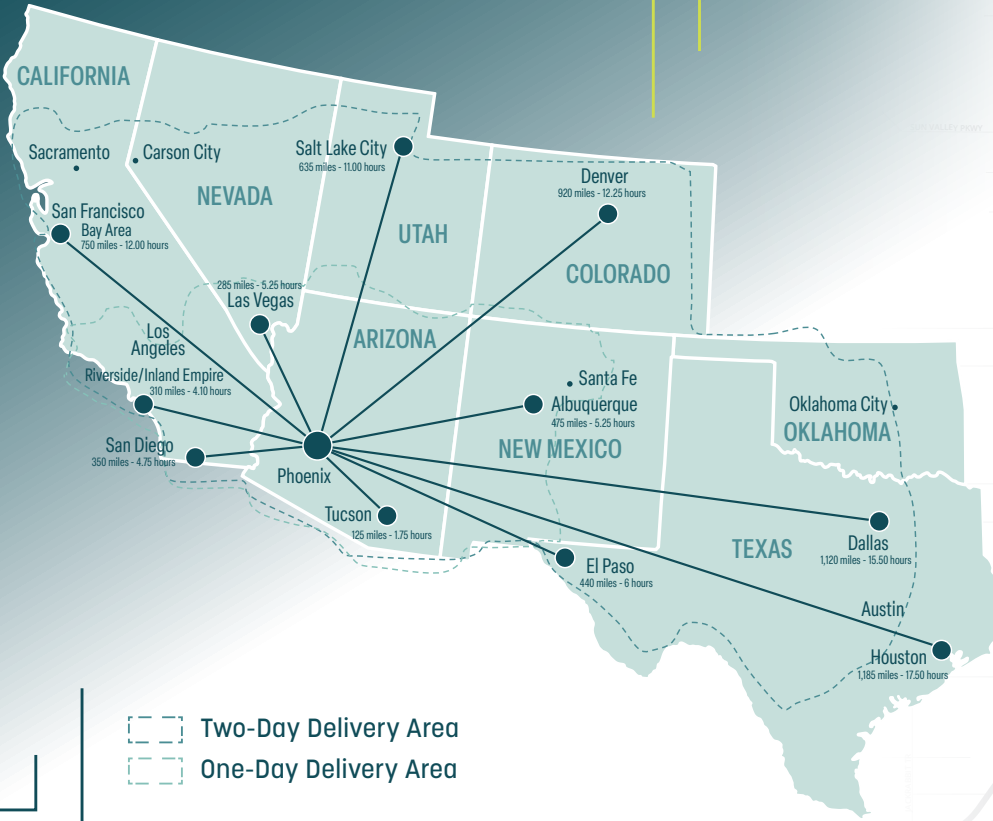 CALIFORNIA
Sacramento
Carson City
Salt Lake City
635 miles - 11.00 hours
Denver
920 miles - 12.25 hours
NEVADA
San Francisco
Bay Area
750 miles - 12.00 hours
UTAH
COLORADO
285 miles - 5.25 hours
Las Vegas
Los
Angeles
ARIZONA
Riverside/Inland Empire
310 miles - 4.10 hours
Santa Fe
Albuquerque
475 miles - 5.25 hours
Oklahoma City
OKLAHOMA
San Diego
350 miles - 4.75 hours
NEW MEXICO
Phoenix
Tucson
125 miles - 1.75 hours
TEXAS
Dallas
1,120 miles - 15.50 hours
El Paso
440 miles - 6 hours
Austin
Houston
1,185 miles - 17.50 hours
Two-Day Delivery Area
One-Day Delivery Area